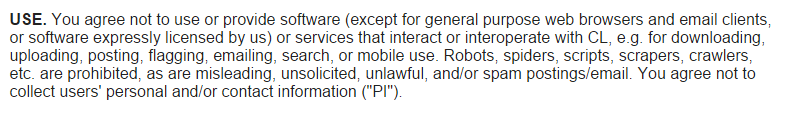 USE. You agree not to use or provide software (except for general purpose web browsers and email clients,
or software expressly licensed by us) or services that interact or interoperate with CL, e.g. for downloading,
uploading, posting, flagging, emailing, search, or mobile use. Robots, spiders, scripts, scrapers, crawlers,
etc. are prohibited, as are misleading, unsolicited, unlawful, and/or spam postings/email. You agree not to
collect users' personal and/or contact information ("PI").